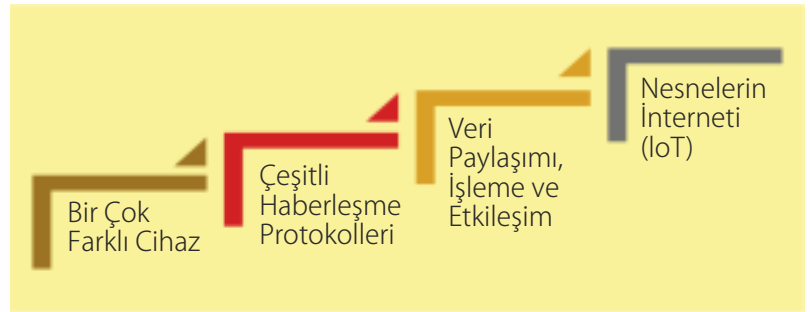 Bir Çok
Farklı Cihaz
Çeşitli
Haberleşme
Protokolleri
Veri
Paylaşımı,
İşleme ve
Etkileşim
Nesnelerin
İnterneti
(IoT)